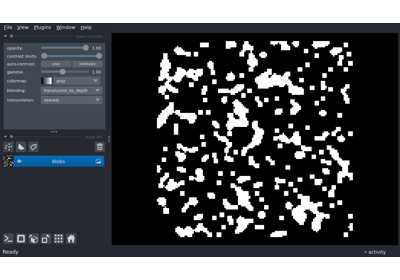 File View Plugins Window Help
opacity: 1.00
contrast limits:
auto-contrast: once continuous
gamma: 1.00
colormap: gray
blending: translucent_no_depth
interpolation: nearest
blobs
Ready
activity